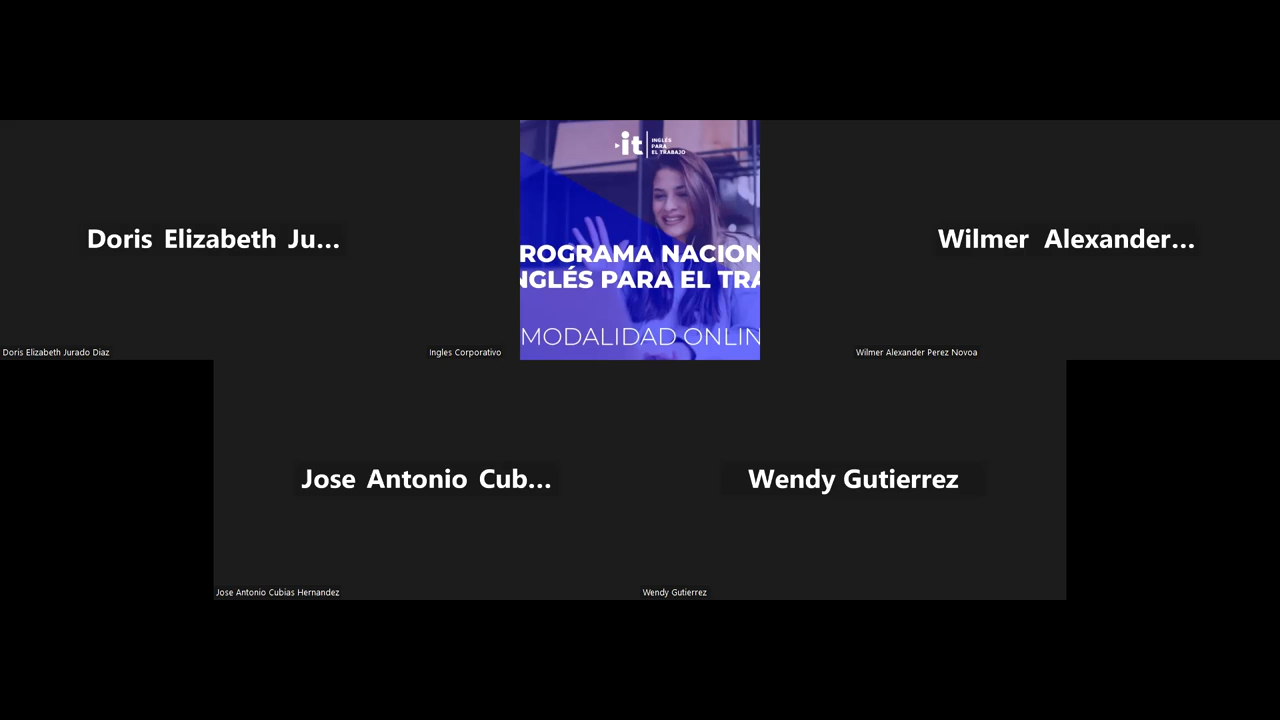 Doris Elizabeth Ju...
Doris Elizabeth Jurado Diaz
it
INGLÉS
PARA
EL TRABAJO
ROGRAMA NACION
NGLÉS PARA EL TRA
MODALIDAD ONLIN
Ingles Corporativo
Wilmer Alexander...
Wilmer Alexander Perez Novoa
Jose Antonio Cub...
Jose Antonio Cubias Hernandez
Wendy Gutierrez
Wendy Gutierrez